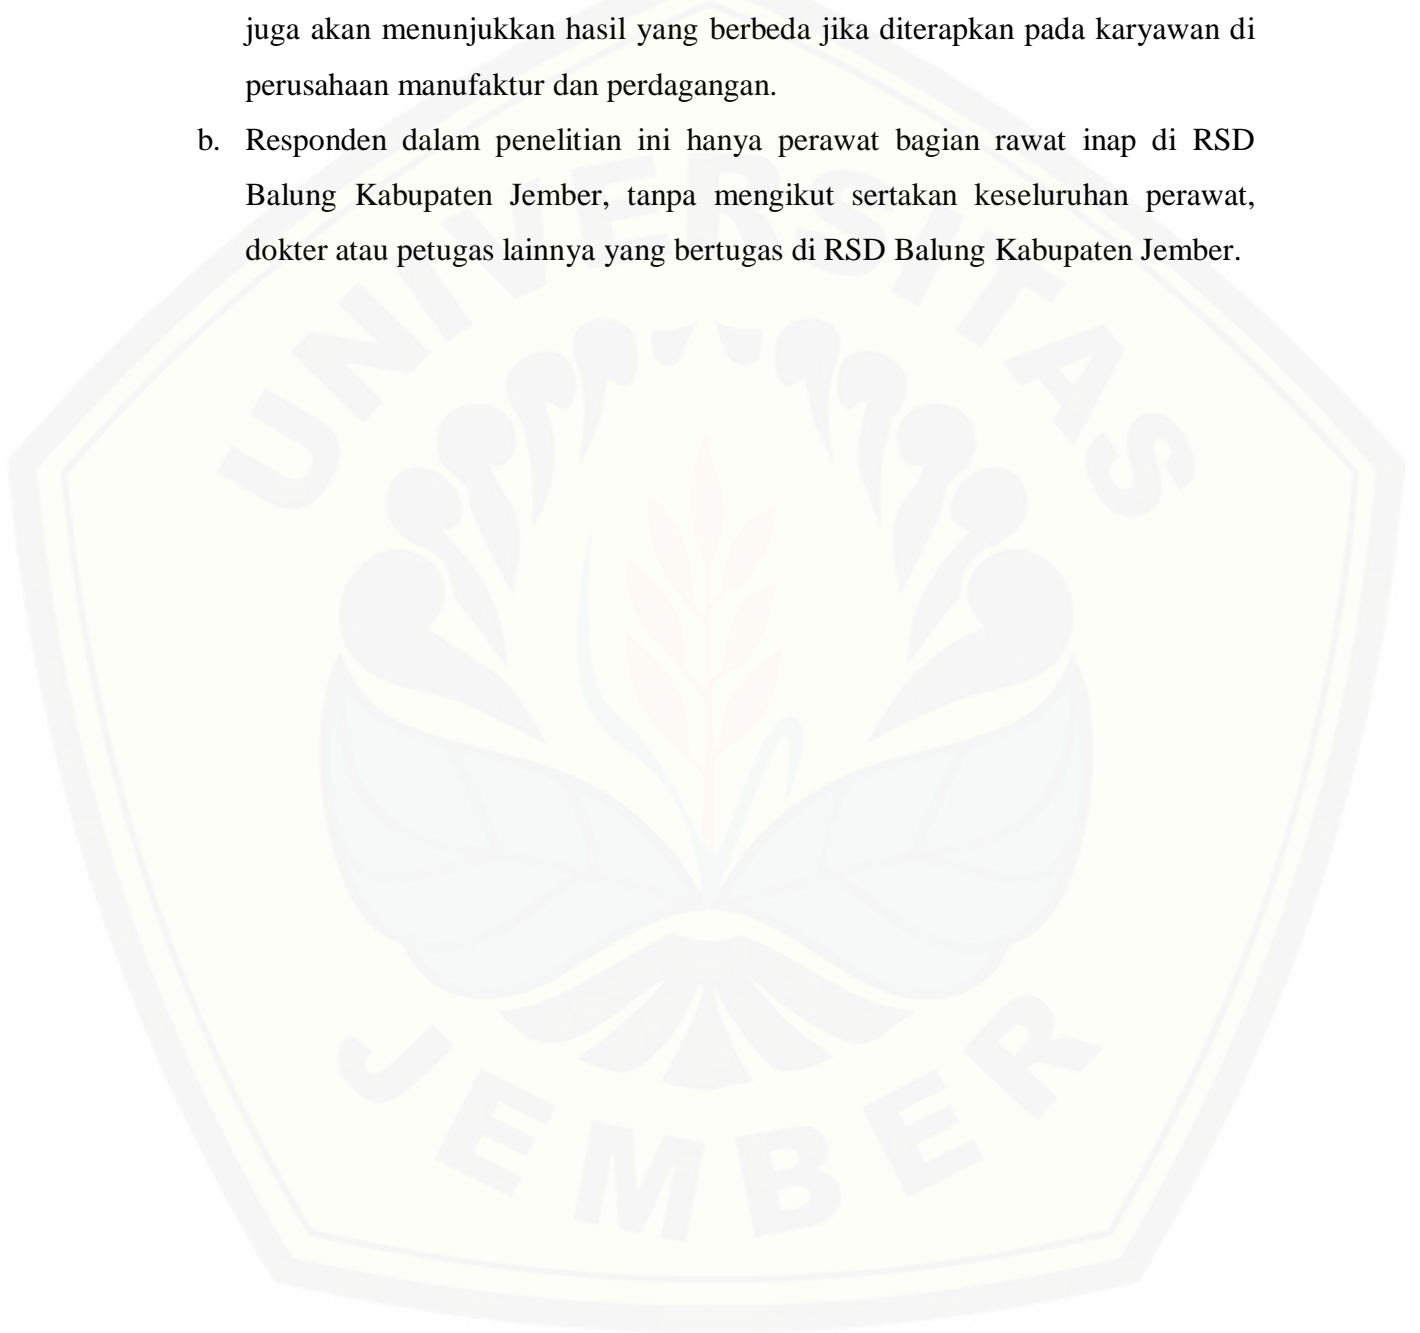 juga akan menunjukkan hasil yang berbeda jika diterapkan pada karyawan di
perusahaan manufaktur dan perdagangan.
b. Responden dalam penelitian ini hanya perawat bagian rawat inap di RSD
Balung Kabupaten Jember, tanpa mengikut sertakan keseluruhan perawat,
dokter atau petugas lainnya yang bertugas di RSD Balung Kabupaten Jember.
UNIVERSITAS
JEMBER